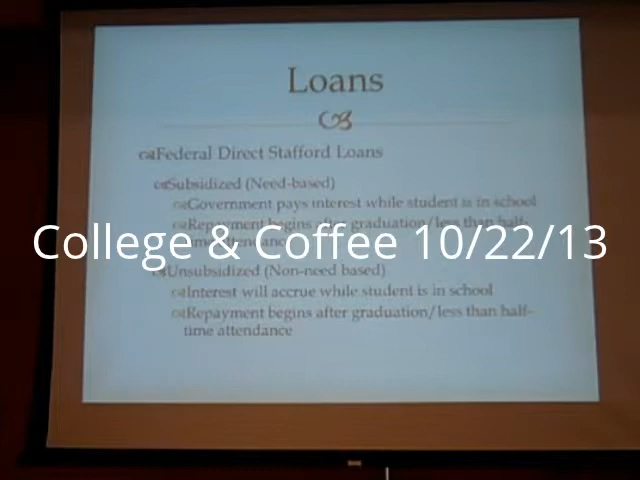 Loans
Federal Direct Stafford Loans
Subsidized (Need-based)
Government pays interest while student is in school
Repayment begins after graduation/less than half-
time attendance
College & Coffee 10/22/13
Unsubsidized (Non-need based)
Interest will accrue while student is in school
Repayment begins after graduation/less than half-
time attendance